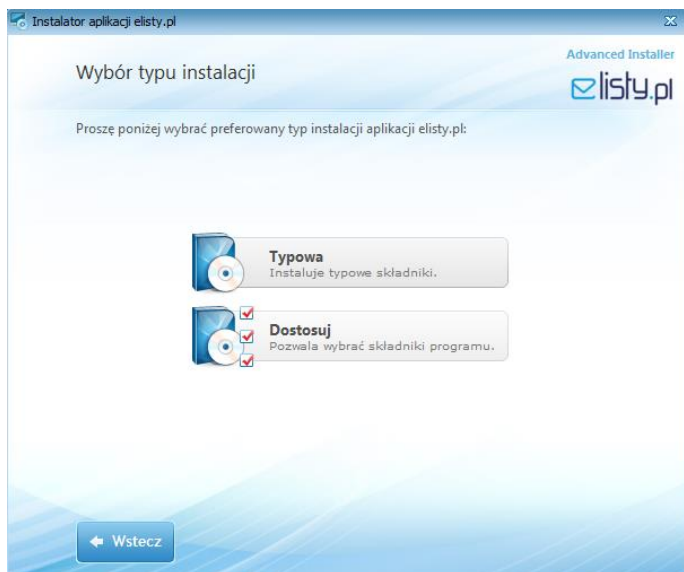 Instalator aplikacji elisty.pl
Advanced Installer
Wybór typu instalacji
elisty.pl
Proszę poniżej wybrać preferowany typ instalacji aplikacji elisty.pl:
Typowa
Instaluje typowe składniki.
Dostosuj
Pozwala wybrać składniki programu.
Wstecz